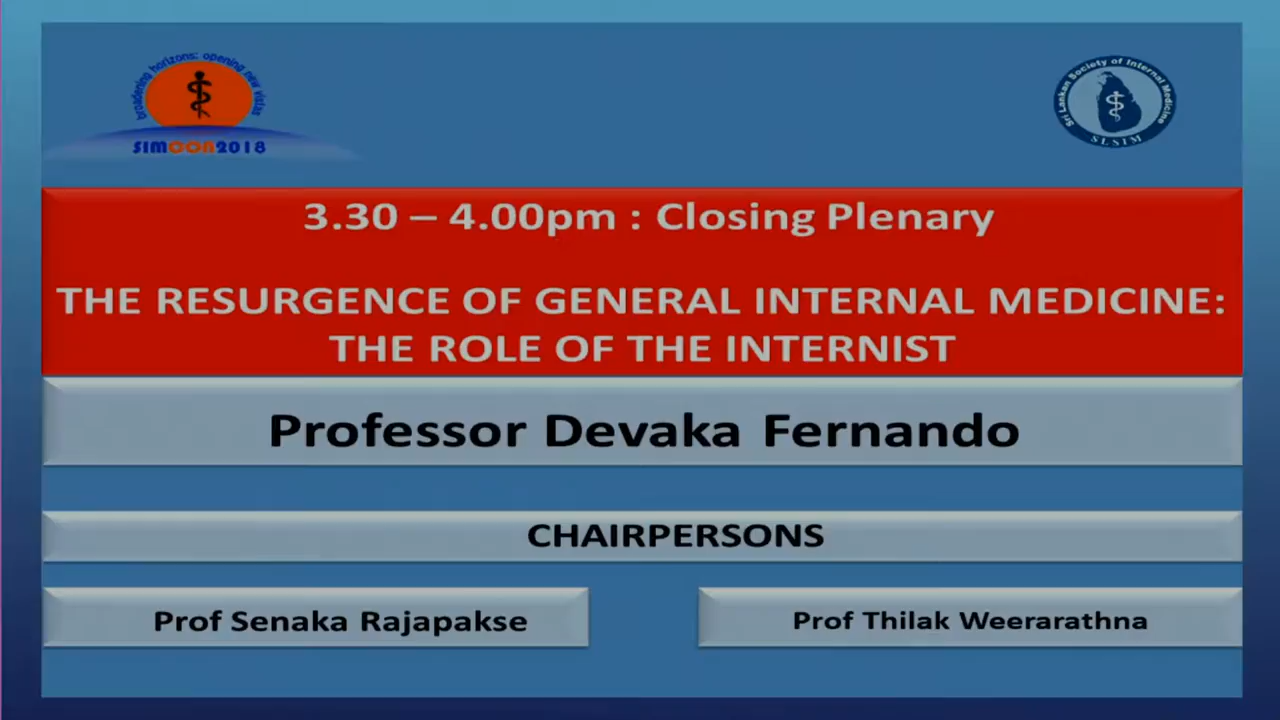 broadening horizons: opening new vistas
SIMCON2018
Sri Lankan Society of Internal Medicine
SLSIM
3.30 – 4.00pm : Closing Plenary
THE RESURGENCE OF GENERAL INTERNAL MEDICINE:
THE ROLE OF THE INTERNIST
Professor Devaka Fernando
CHAIRPERSONS
Prof Senaka Rajapakse
Prof Thilak Weerarathna